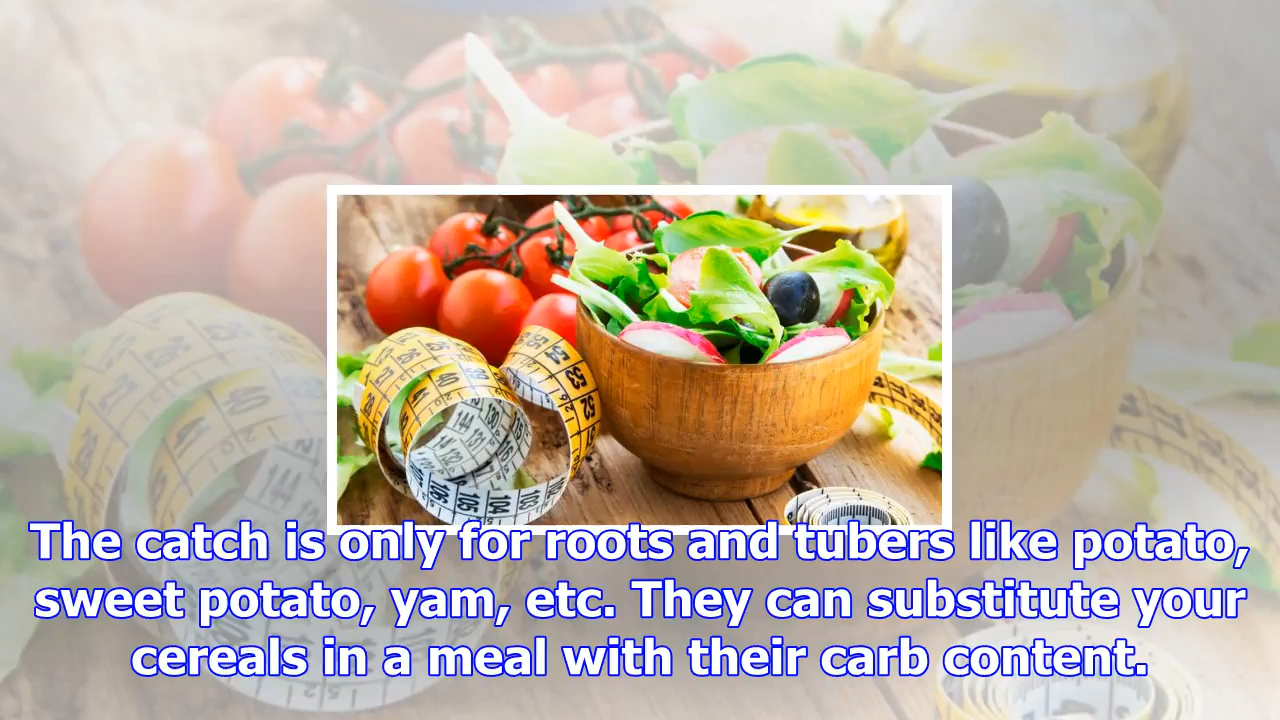 The catch is only for roots and tubers like potato,
sweet potato, yam, etc. They can substitute your
cereals in a meal with their carb content.